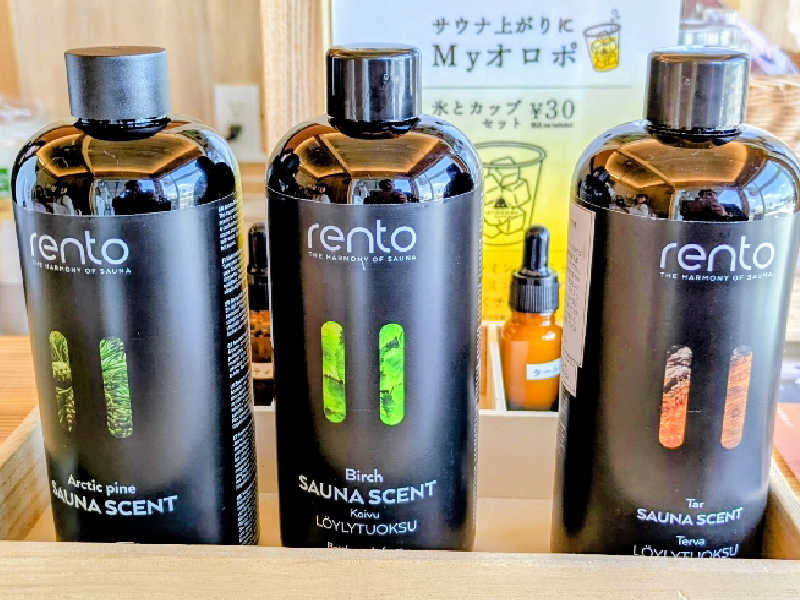 サウナ上がりに
Myオロポ
氷とカップ ¥30
セット
rento
THE HARMONY OF SAUNA
Arctic pine
SAUNA SCENT
rento
THE HARMONY OF SAUNA
Birch
SAUNA SCENT
Koivu
LÖYLYTUOKSU
rento
THE HARMONY OF SAUNA
Tar
SAUNA SCENT
Terva
LÖYLYTUOKSU